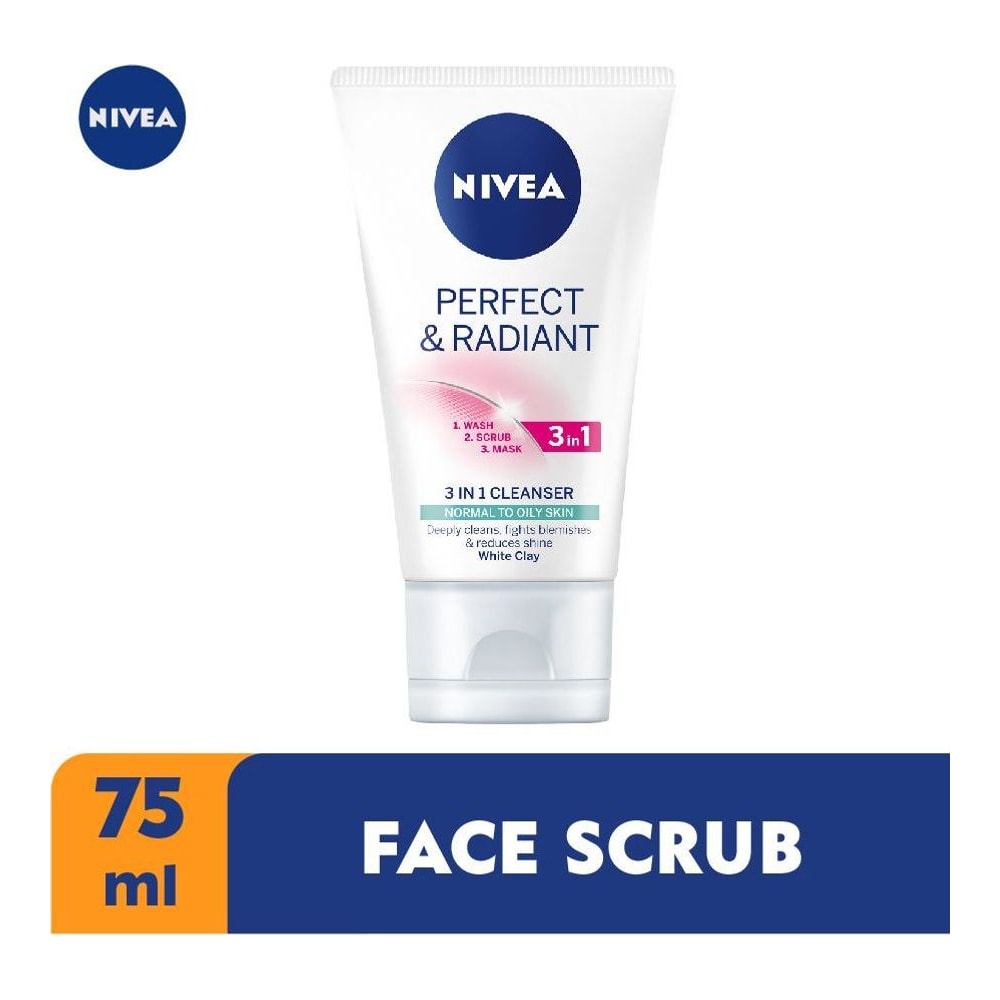 NIVEA
NIVEA
PERFECT
& RADIANT
1. WASH
2. SCRUB
3. MASK
3 in 1
3 IN 1 CLEANSER
NORMAL TO OILY SKIN
Deeply cleans, fights blemishes
& reduces shine
White Clay
75
ml
FACE SCRUB